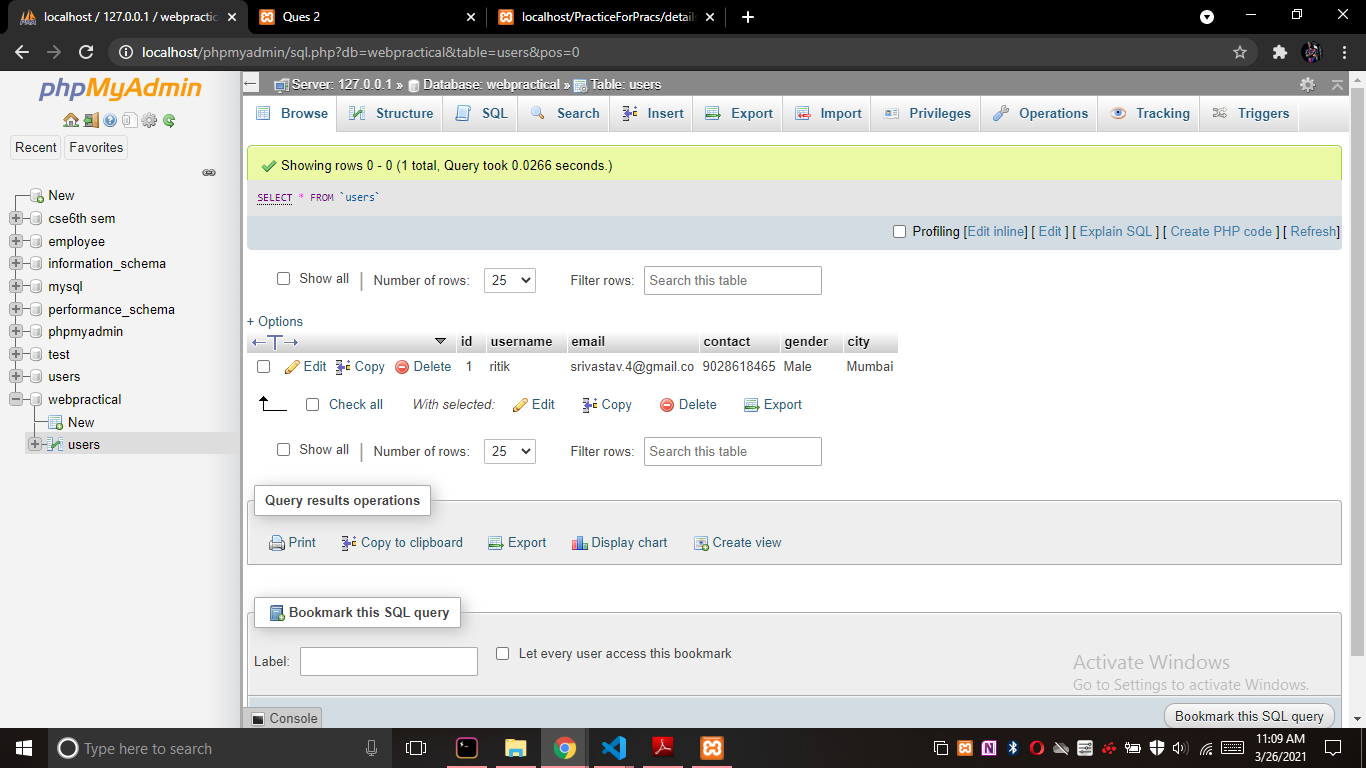 localhost / 127.0.0.1 / webpractic
Ques 2
localhost/PracticeForPracs/detail
localhost/phpmyadmin/sql.php?db=webpractical&table=users&pos=0
phpMyAdmin
Recent Favorites
New
cse6th sem
employee
information_schema
mysql
performance_schema
phpmyadmin
test
users
webpractical
New
users
Server: 127.0.0.1 » Database: webpractical » Table: users
Browse Structure SQL Search Insert Export Import Privileges Operations Tracking Triggers
Showing rows 0 - 0 (1 total, Query took 0.0266 seconds.)
SELECT * FROM `users`
Profiling [Edit inline] [ Edit ] [ Explain SQL ] [ Create PHP code ] [ Refresh]
Show all | Number of rows: 25 Filter rows: Search this table
+ Options
←T→ id username email contact gender city
Edit Copy Delete 1 ritik srivastav.4@gmail.co 9028618465 Male Mumbai
Check all With selected: Edit Copy Delete Export
Show all | Number of rows: 25 Filter rows: Search this table
Query results operations
Print Copy to clipboard Export Display chart Create view
Bookmark this SQL query
Label: Let every user access this bookmark
Activate Windows
Go to Settings to activate Windows.
Console
Bookmark this SQL query
Type here to search
11:09 AM
3/26/2021